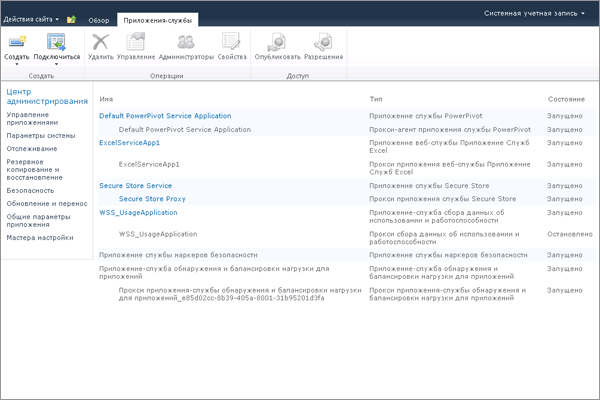 Системная учетная запись
Действия сайта
Обзор
Приложения-службы
Создать
Подключиться
Удалить
Управление
Администраторы
Свойства
Опубликовать
Разрешения
Создать
Операции
Доступ
Центр
администрирования
Управление
приложениями
Параметры системы
Отслеживание
Резервное
копирование и
восстановление
Безопасность
Обновление и перенос
Общие параметры
приложения
Мастера настройки
Имя
Тип
Состояние
Default PowerPivot Service Application
Приложение службы PowerPivot
Запущено
Default PowerPivot Service Application
Прокси-агент приложения службы PowerPivot
Запущено
ExcelServiceApp1
Приложение веб-службы Приложение Служб
Excel
Запущено
ExcelServiceApp1
Прокси приложения веб-службы Приложение
Служб Excel
Запущено
Secure Store Service
Приложение службы Secure Store
Запущено
Secure Store Proxy
Прокси приложения службы Secure Store
Запущено
WSS_UsageApplication
Приложение-служба сбора данных об
использовании и работоспособности
Запущено
WSS_UsageApplication
Прокси сбора данных об использовании и
работоспособности
Остановлено
Приложение службы маркеров безопасности
Приложение службы маркеров безопасности
Запущено
Приложение-служба обнаружения и балансировки нагрузки для
приложений
Приложение-служба обнаружения и
балансировки нагрузки для приложений
Запущено
Прокси приложения-службы обнаружения и балансировки нагрузки
для приложений_e85d02cc-8b39-405a-8001-31b95201d3fa
Прокси приложения-службы обнаружения и
балансировки нагрузки для приложений
Запущено